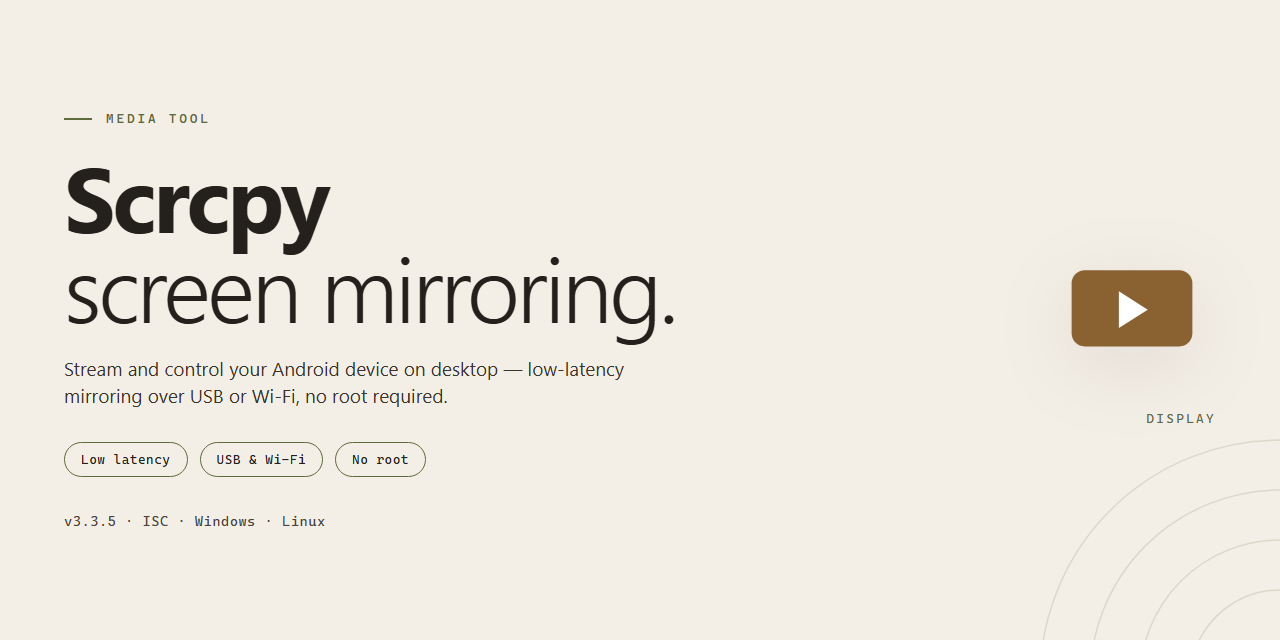 MEDIA TOOL
Scrcpy
screen mirroring.
Stream and control your Android device on desktop — low-latency
mirroring over USB or Wi-Fi, no root required.
Low latency
USB & Wi-Fi
No root
v3.3.5 · ISC · Windows · Linux
DISPLAY